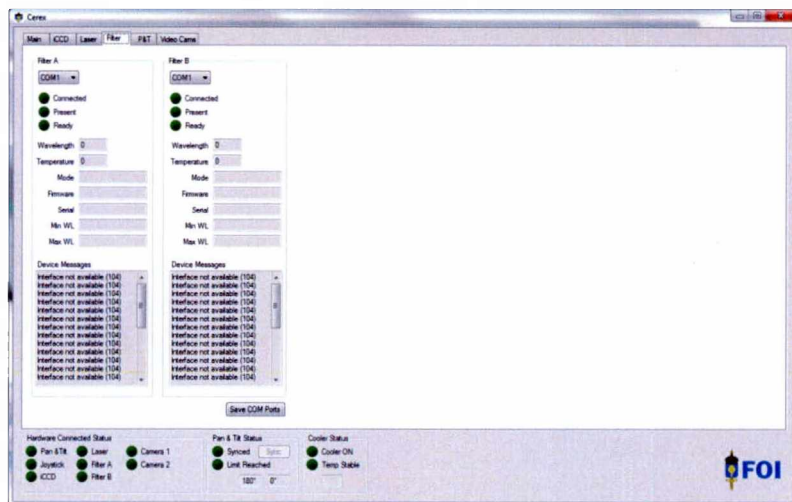 Cerex
Main iCCD Laser Filter P&T Video Cams
Filter A
COM1
Connected
Present
Ready
Wavelength 0
Temperature 0
Mode
Firmware
Serial
Min WL
Max WL
Device Messages
Interface not available (104)
Interface not available (104)
Interface not available (104)
Interface not available (104)
Interface not available (104)
Interface not available (104)
Interface not available (104)
Interface not available (104)
Interface not available (104)
Interface not available (104)
Interface not available (104)
Interface not available (104)
Interface not available (104)
Filter B
COM1
Connected
Present
Ready
Wavelength 0
Temperature 0
Mode
Firmware
Serial
Min WL
Max WL
Device Messages
Interface not available (104)
Interface not available (104)
Interface not available (104)
Interface not available (104)
Interface not available (104)
Interface not available (104)
Interface not available (104)
Interface not available (104)
Interface not available (104)
Interface not available (104)
Interface not available (104)
Interface not available (104)
Interface not available (104)
Save COM Ports
Hardware Connected Status
Pan &Tilt Laser Camera 1
Joystick Filter A Camera 2
iCCD Filter B
Pan & Tilt Status
Synced Sync
Limit Reached
180° 0°
Cooler Status
Cooler ON
Temp Stable
FOI